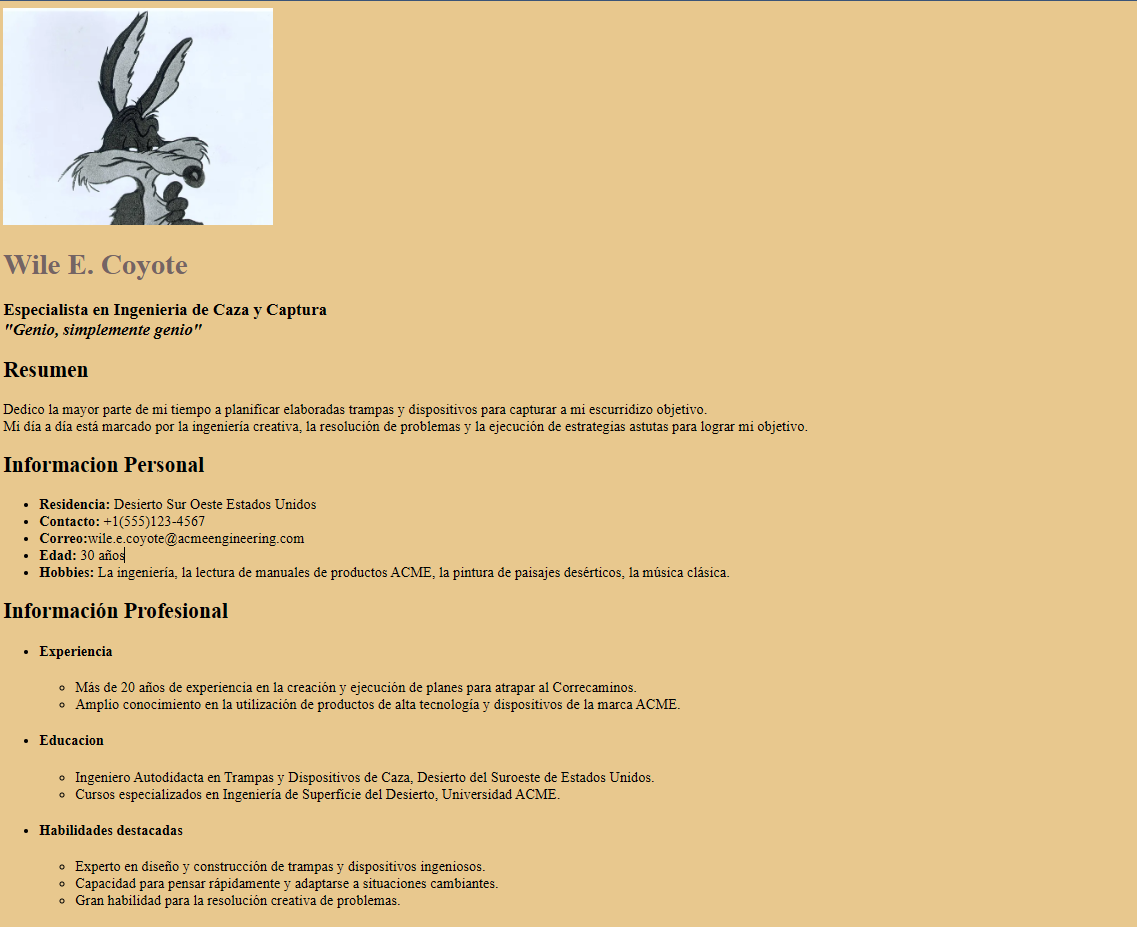 Wile E. Coyote
Especialista en Ingenieria de Caza y Captura
"Genio, simplemente genio"
Resumen
Dedico la mayor parte de mi tiempo a planificar elaboradas trampas y dispositivos para capturar a mi escurridizo objetivo.
Mi día a día está marcado por la ingeniería creativa, la resolución de problemas y la ejecución de estrategias astutas para lograr mi objetivo.
Informacion Personal
• Residencia: Desierto Sur Oeste Estados Unidos
• Contacto: +1(555)123-4567
• Correo:wile.e.coyote@acmeengineering.com
• Edad: 30 años
• Hobbies: La ingeniería, la lectura de manuales de productos ACME, la pintura de paisajes desérticos, la música clásica.
Información Profesional
• Experiencia
◦ Más de 20 años de experiencia en la creación y ejecución de planes para atrapar al Correcaminos.
◦ Amplio conocimiento en la utilización de productos de alta tecnología y dispositivos de la marca ACME.
• Educacion
◦ Ingeniero Autodidacta en Trampas y Dispositivos de Caza, Desierto del Suroeste de Estados Unidos.
◦ Cursos especializados en Ingeniería de Superficie del Desierto, Universidad ACME.
• Habilidades destacadas
◦ Experto en diseño y construcción de trampas y dispositivos ingeniosos.
◦ Capacidad para pensar rápidamente y adaptarse a situaciones cambiantes.
◦ Gran habilidad para la resolución creativa de problemas.